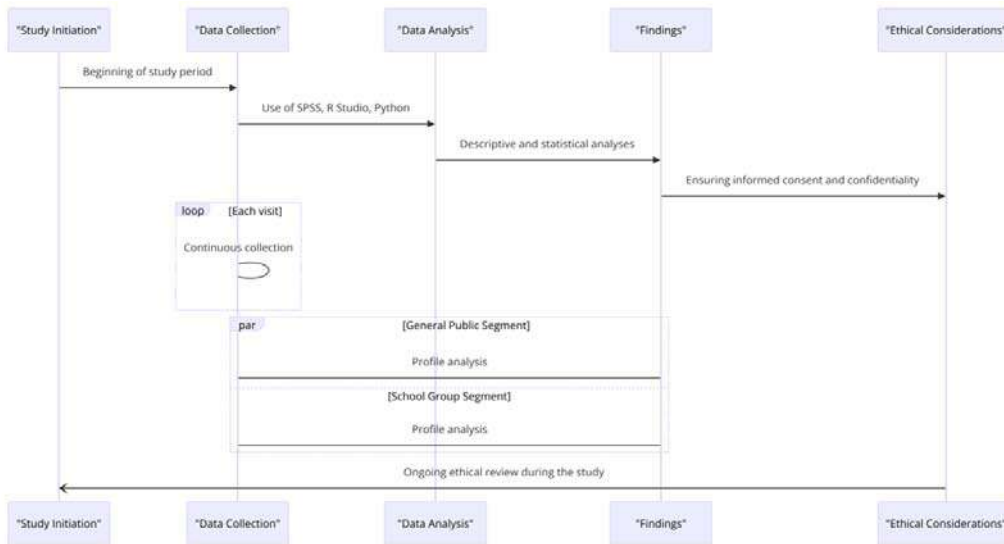 "Study Initiation" "Data Collection" "Data Analysis" "Findings" "Ethical Considerations"
Beginning of study period
Use of SPSS, R Studio, Python
Descriptive and statistical analyses
Ensuring informed consent and confidentiality
loop [Each visit]
Continuous collection
par [General Public Segment]
Profile analysis
[School Group Segment]
Profile analysis
Ongoing ethical review during the study
"Study Initiation" "Data Collection" "Data Analysis" "Findings" "Ethical Considerations"